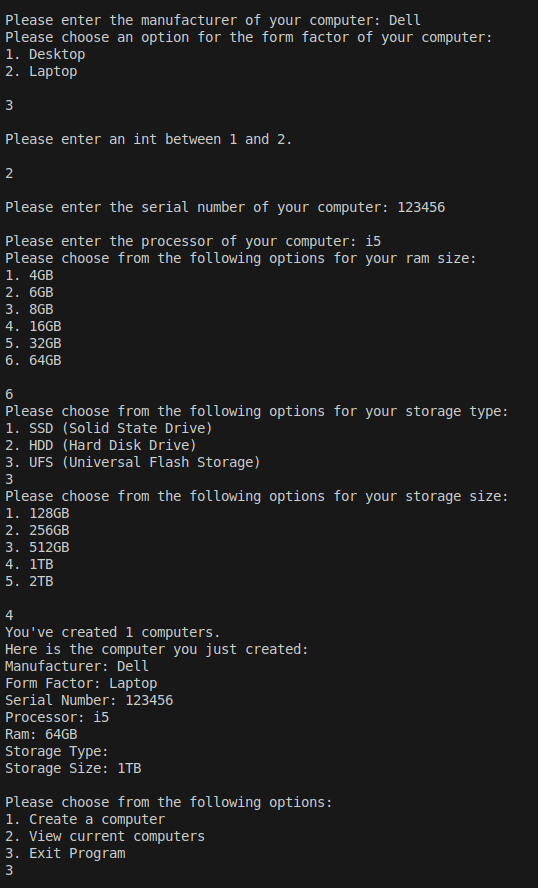 Please enter the manufacturer of your computer: Dell
Please choose an option for the form factor of your computer:
1. Desktop
2. Laptop
3
Please enter an int between 1 and 2.
2
Please enter the serial number of your computer: 123456
Please enter the processor of your computer: i5
Please choose from the following options for your ram size:
1. 4GB
2. 6GB
3. 8GB
4. 16GB
5. 32GB
6. 64GB
6
Please choose from the following options for your storage type:
1. SSD (Solid State Drive)
2. HDD (Hard Disk Drive)
3. UFS (Universal Flash Storage)
3
Please choose from the following options for your storage size:
1. 128GB
2. 256GB
3. 512GB
4. 1TB
5. 2TB
4
You've created 1 computers.
Here is the computer you just created:
Manufacturer: Dell
Form Factor: Laptop
Serial Number: 123456
Processor: i5
Ram: 64GB
Storage Type:
Storage Size: 1TB
Please choose from the following options:
1. Create a computer
2. View current computers
3. Exit Program
3